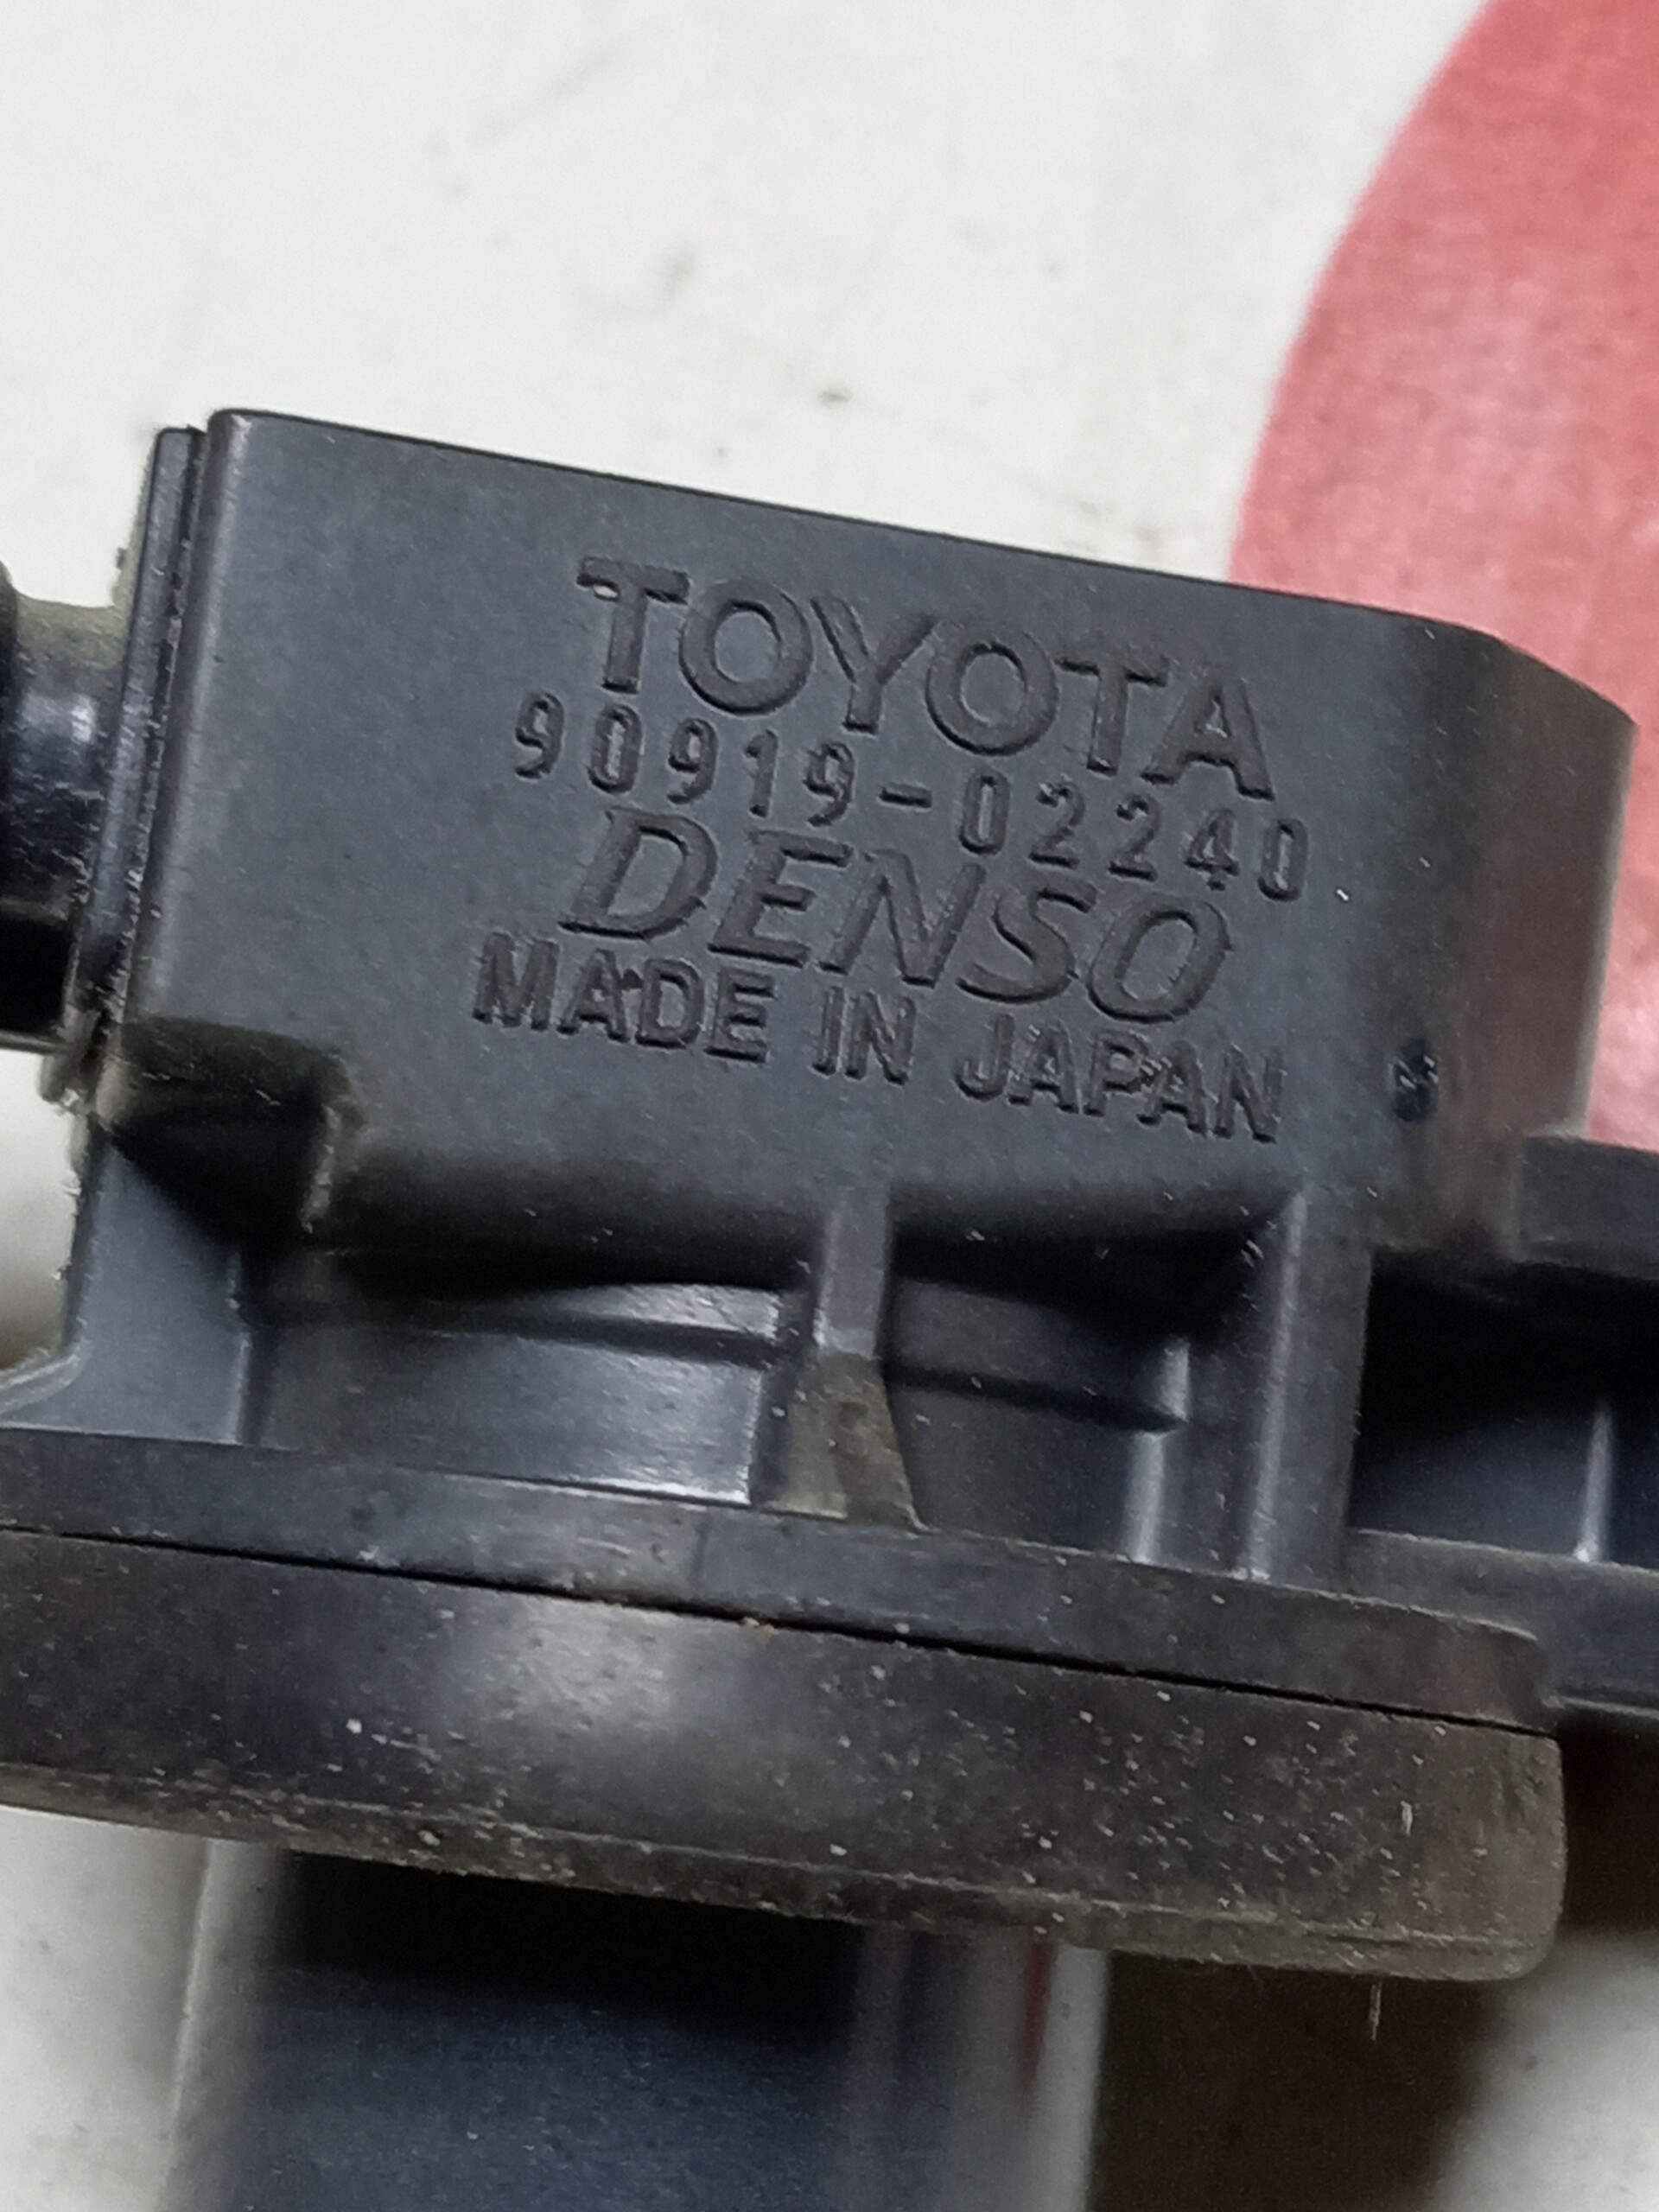 TOYOTA
90919-02240
DENSO
MADE IN JAPAN